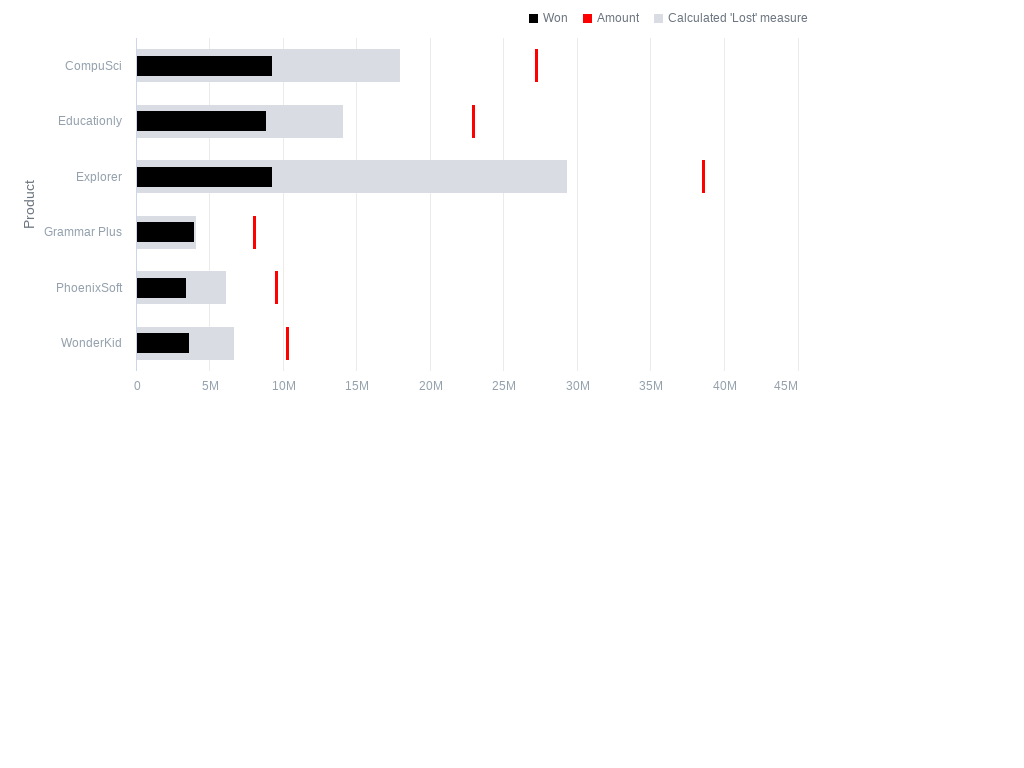 Won Amount Calculated 'Lost' measure
Product
CompuSci
Educationly
Explorer
Grammar Plus
PhoenixSoft
WonderKid
0 5M 10M 15M 20M 25M 30M 35M 40M 45M